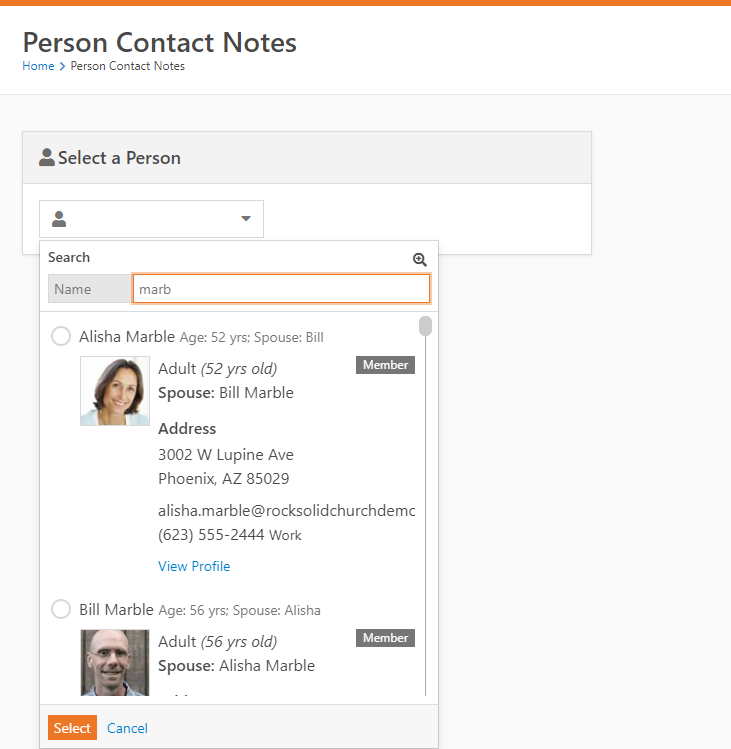 Person Contact Notes
Home > Person Contact Notes
Select a Person
Search
Name marb
Alisha Marble Age: 52 yrs; Spouse: Bill
Adult (52 yrs old) Member
Spouse: Bill Marble
Address
3002 W Lupine Ave
Phoenix, AZ 85029
alisha.marble@rocksolidchurchdemc
(623) 555-2444 Work
View Profile
Bill Marble Age: 56 yrs; Spouse: Alisha
Adult (56 yrs old) Member
Spouse: Alisha Marble
Select Cancel